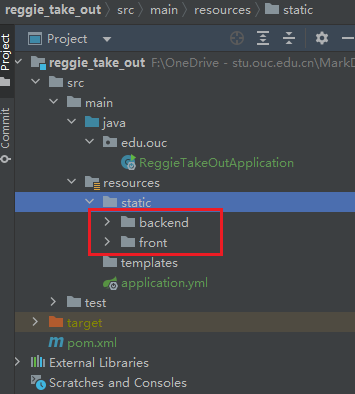 reggie_take_out › src › main › resources › static
Project
Project
reggie_take_out F:\OneDrive - stu.ouc.edu.cn\MarkD
src
main
java
edu.ouc
ReggieTakeOutApplication
resources
static
backend
front
templates
application.yml
test
target
pom.xml
External Libraries
Scratches and Consoles
Commit